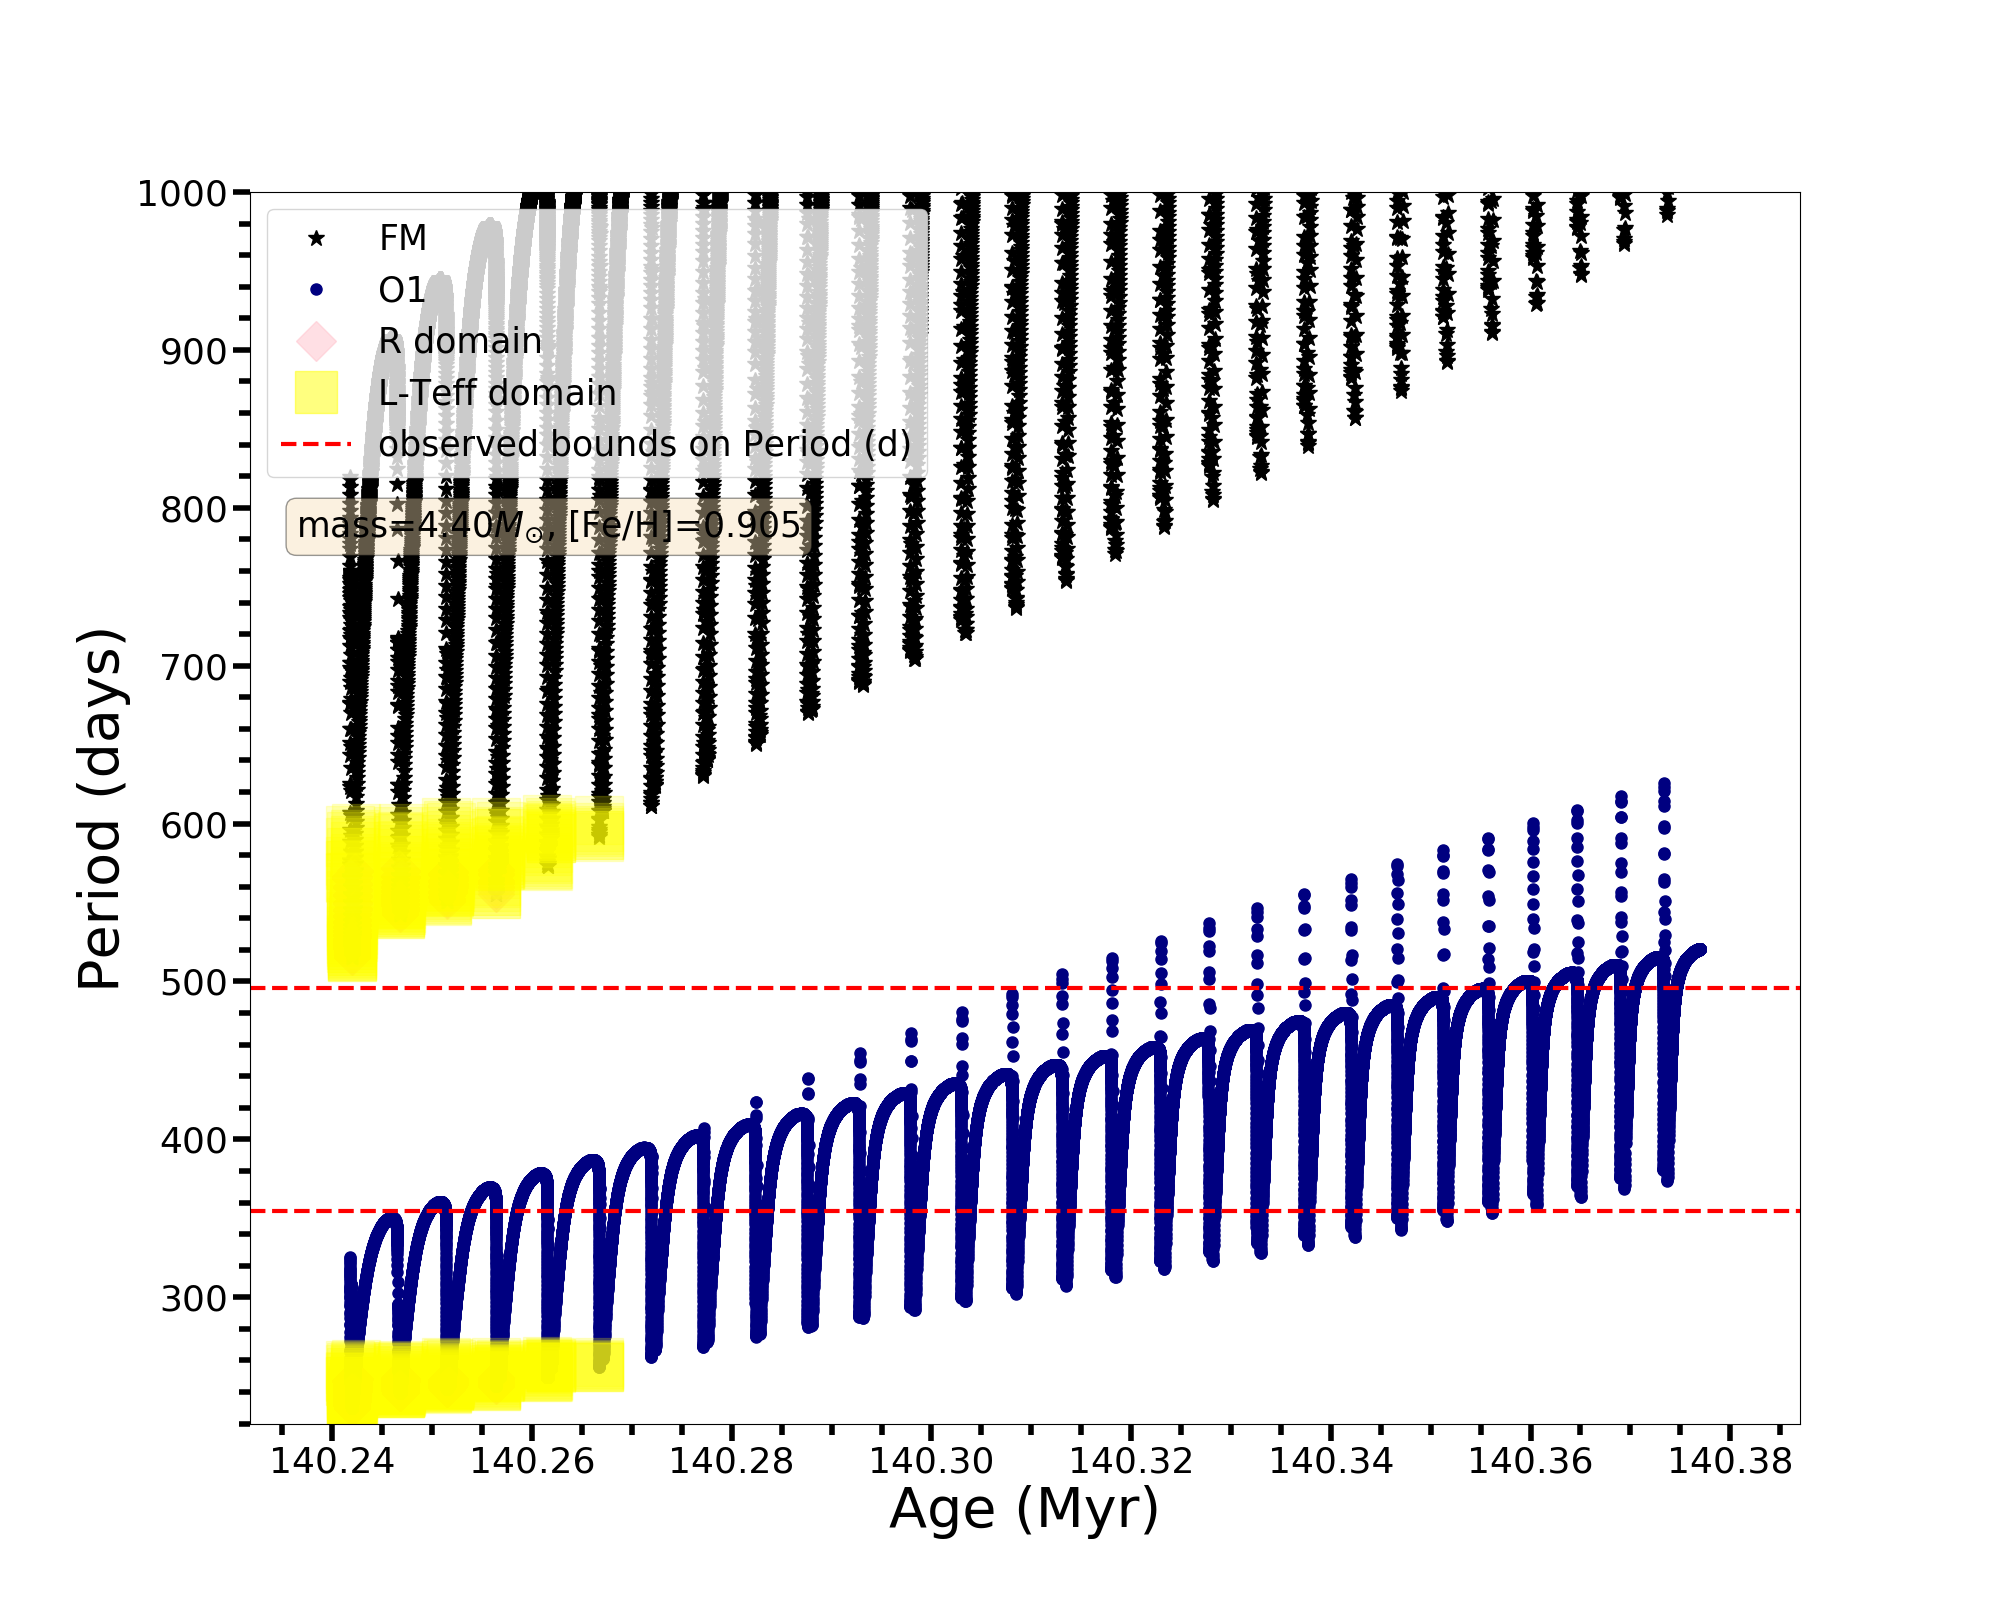 1000
900
800
700
600
500
400
300
Period (days)
FM
O1
R domain
L-Teff domain
observed bounds on Period (d)
mass=4.40M⊙, [Fe/H]=0.905
140.24 140.26 140.28 140.30 140.32 140.34 140.36 140.38
Age (Myr)